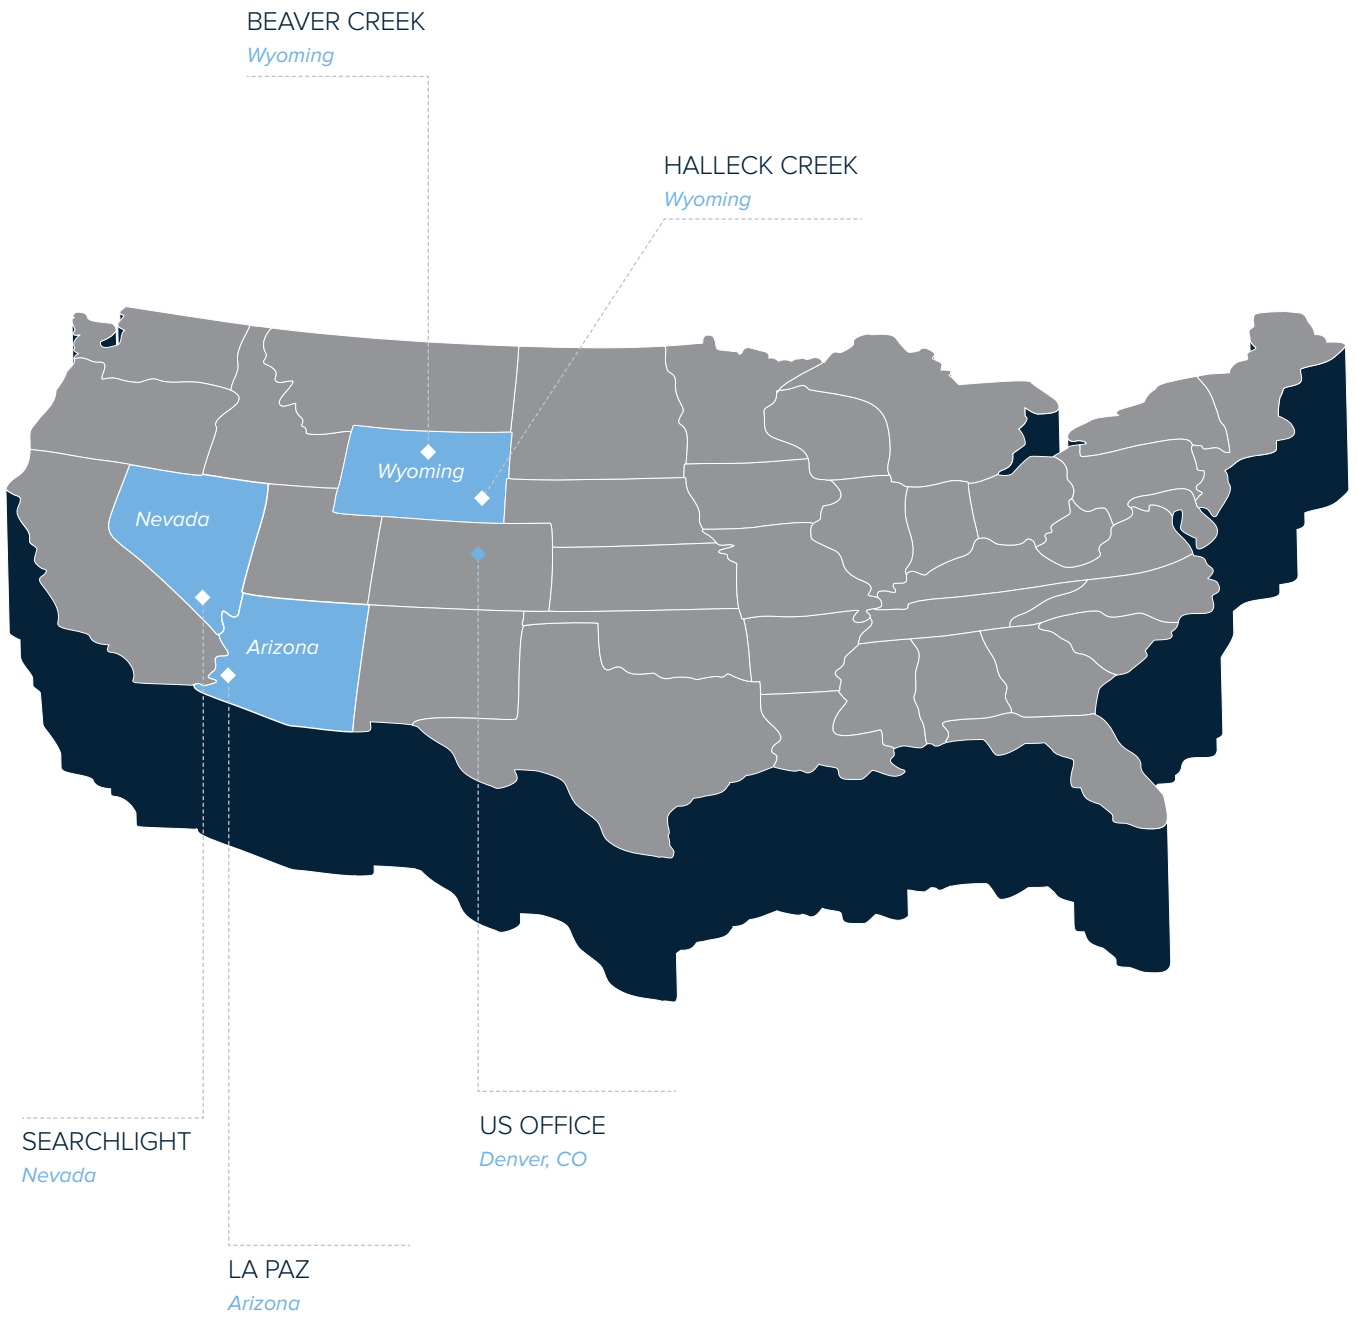 BEAVER CREEK
Wyoming
HALLECK CREEK
Wyoming
Wyoming
Nevada
Arizona
US OFFICE
Denver, CO
SEARCHLIGHT
Nevada
LA PAZ
Arizona